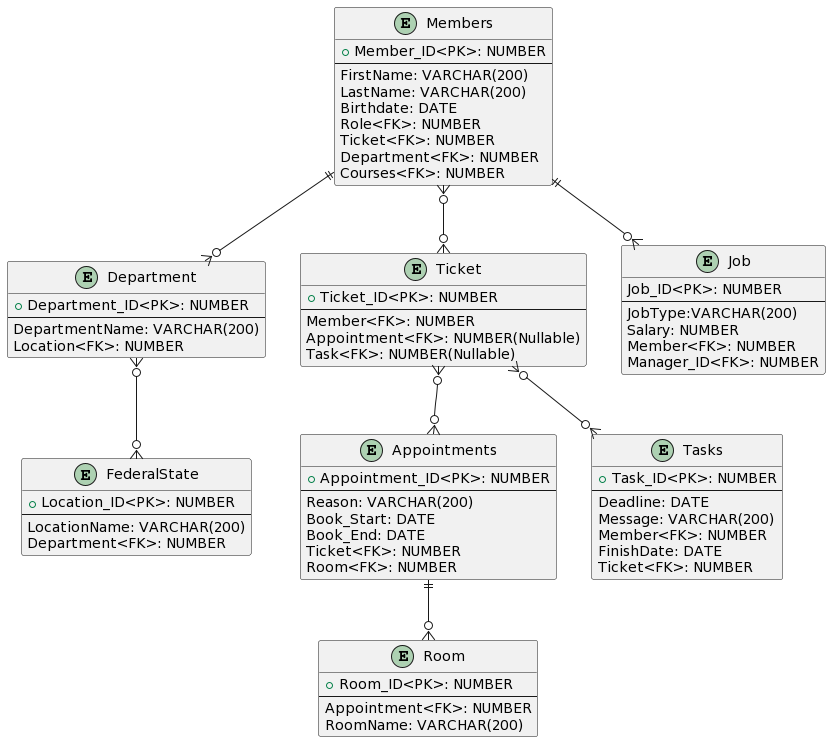 E Members
Member_ID<PK>: NUMBER
FirstName: VARCHAR(200)
LastName: VARCHAR(200)
Birthdate: DATE
Role<FK>: NUMBER
Ticket<FK>: NUMBER
Department<FK>: NUMBER
Courses<FK>: NUMBER
E Department
Department_ID<PK>: NUMBER
DepartmentName: VARCHAR(200)
Location<FK>: NUMBER
E Ticket
Ticket_ID<PK>: NUMBER
Member<FK>: NUMBER
Appointment<FK>: NUMBER(Nullable)
Task<FK>: NUMBER(Nullable)
E Job
Job_ID<PK>: NUMBER
JobType:VARCHAR(200)
Salary: NUMBER
Member<FK>: NUMBER
Manager_ID<FK>: NUMBER
E FederalState
Location_ID<PK>: NUMBER
LocationName: VARCHAR(200)
Department<FK>: NUMBER
E Appointments
Appointment_ID<PK>: NUMBER
Reason: VARCHAR(200)
Book_Start: DATE
Book_End: DATE
Ticket<FK>: NUMBER
Room<FK>: NUMBER
E Tasks
Task_ID<PK>: NUMBER
Deadline: DATE
Message: VARCHAR(200)
Member<FK>: NUMBER
FinishDate: DATE
Ticket<FK>: NUMBER
E Room
Room_ID<PK>: NUMBER
Appointment<FK>: NUMBER
RoomName: VARCHAR(200)